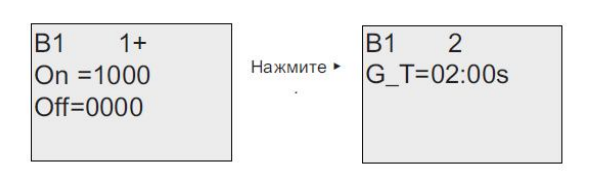 B1 1+
On =1000
Off=0000
Нажмите ▸
.
B1 2
G_T=02:00s